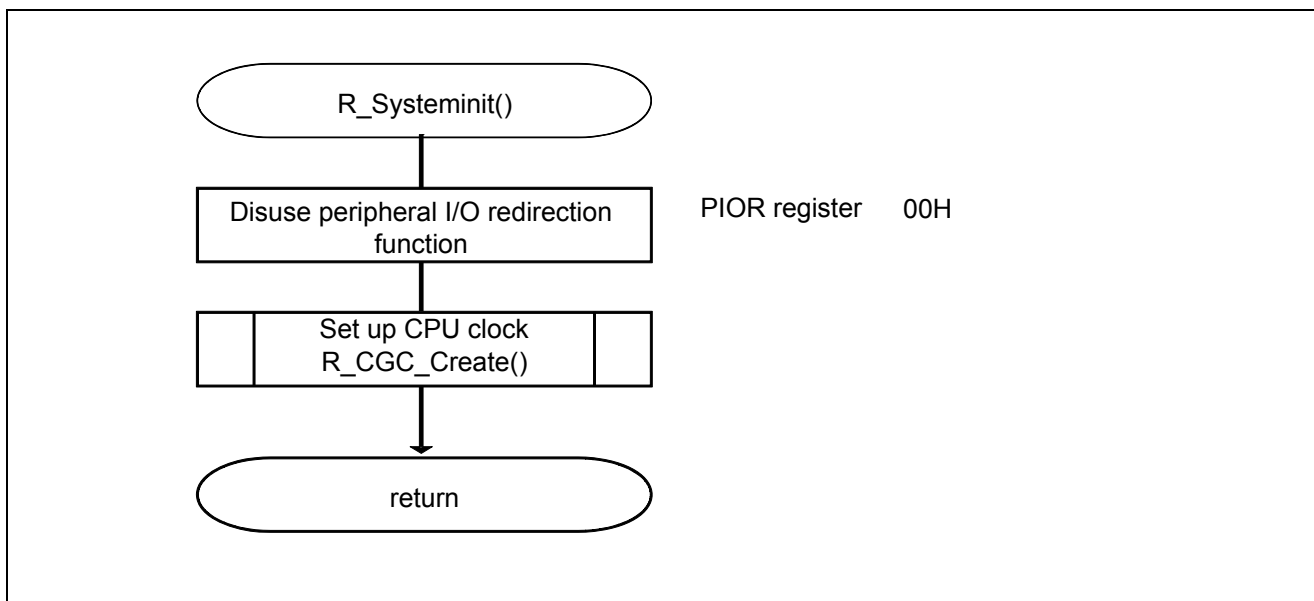 R_Systeminit()
Disuse peripheral I/O redirection
function
PIOR register 00H
Set up CPU clock
R_CGC_Create()
return